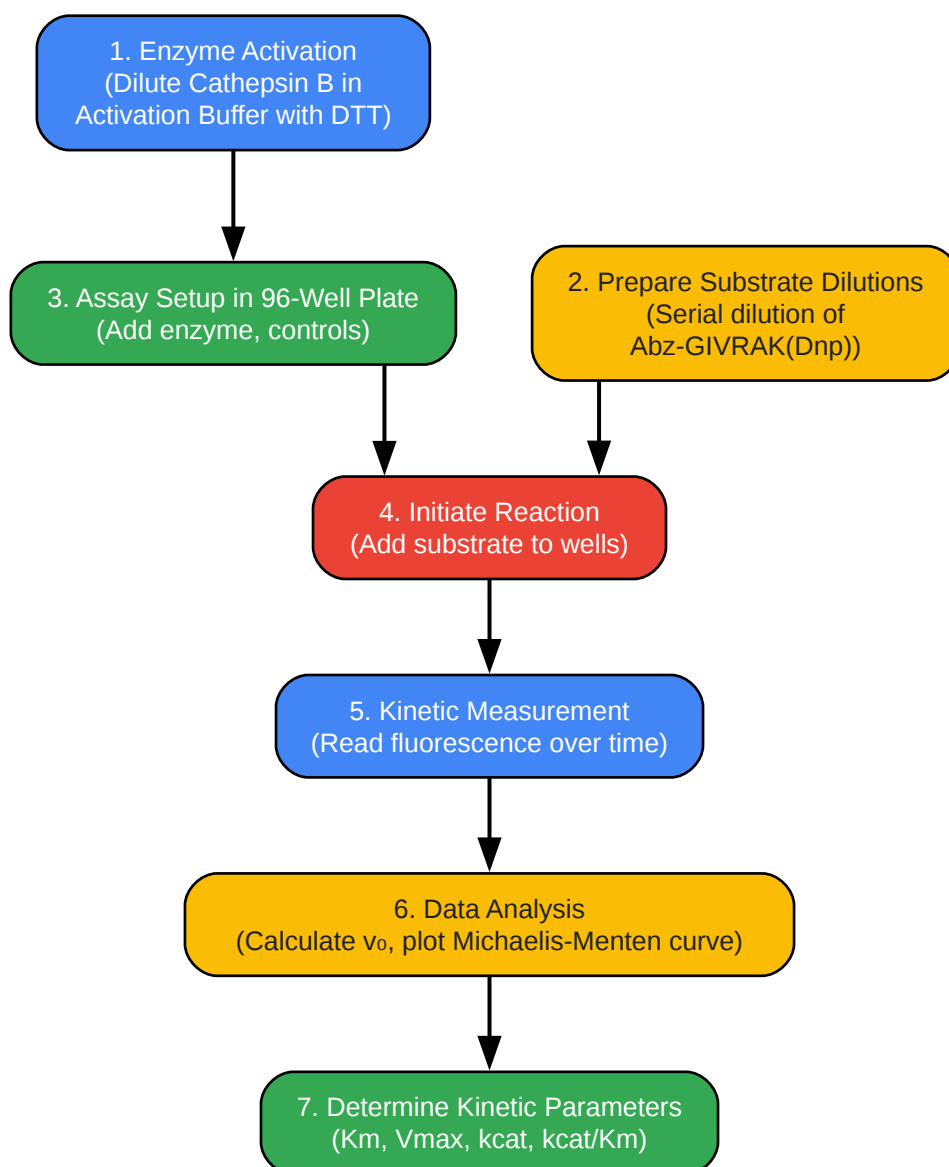 1. Enzyme Activation
(Dilute Cathepsin B in
Activation Buffer with DTT)
2. Prepare Substrate Dilutions
(Serial dilution of
Abz-GIVRAK(Dnp))
3. Assay Setup in 96-Well Plate
(Add enzyme, controls)
4. Initiate Reaction
(Add substrate to wells)
5. Kinetic Measurement
(Read fluorescence over time)
6. Data Analysis
(Calculate v₀, plot Michaelis-Menten curve)
7. Determine Kinetic Parameters
(Km, Vmax, kcat, kcat/Km)